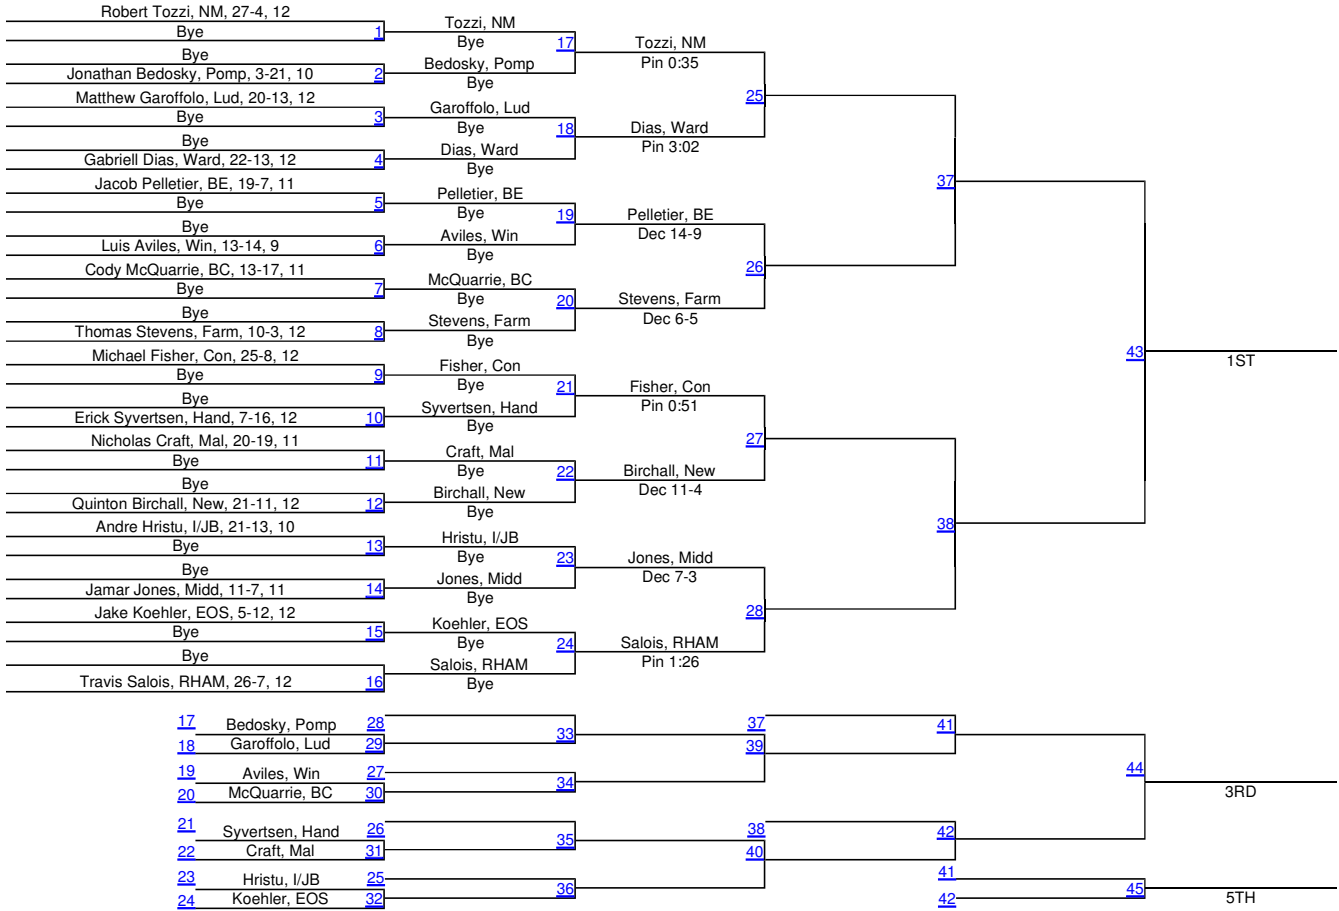 Robert Tozzi, NM, 27-4, 12
Bye
1
Bye
Jonathan Bedosky, Pomp, 3-21, 10
2
Matthew Garoffolo, Lud, 20-13, 12
Bye
3
Bye
Gabriell Dias, Ward, 22-13, 12
4
Jacob Pelletier, BE, 19-7, 11
Bye
5
Bye
Luis Aviles, Win, 13-14, 9
6
Cody McQuarrie, BC, 13-17, 11
Bye
7
Bye
Thomas Stevens, Farm, 10-3, 12
8
Michael Fisher, Con, 25-8, 12
Bye
9
Bye
Erick Syvertsen, Hand, 7-16, 12
10
Nicholas Craft, Mal, 20-19, 11
Bye
11
Bye
Quinton Birchall, New, 21-11, 12
12
Andre Hristu, I/JB, 21-13, 10
Bye
13
Bye
Jamar Jones, Midd, 11-7, 11
14
Jake Koehler, EOS, 5-12, 12
Bye
15
Bye
Travis Salois, RHAM, 26-7, 12
16
Tozzi, NM
Bye
17
Bedosky, Pomp
Bye
Garoffolo, Lud
Bye
18
Dias, Ward
Bye
Pelletier, BE
Bye
19
Aviles, Win
Bye
McQuarrie, BC
Bye
20
Stevens, Farm
Bye
Fisher, Con
Bye
21
Syvertsen, Hand
Bye
Craft, Mal
Bye
22
Birchall, New
Bye
Hristu, I/JB
Bye
23
Jones, Midd
Bye
Koehler, EOS
Bye
24
Salois, RHAM
Bye
Tozzi, NM
Pin 0:35
25
Dias, Ward
Pin 3:02
Pelletier, BE
Dec 14-9
26
Stevens, Farm
Dec 6-5
Fisher, Con
Pin 0:51
27
Birchall, New
Dec 11-4
Jones, Midd
Dec 7-3
28
Salois, RHAM
Pin 1:26
37
38
43
1ST
17 Bedosky, Pomp 28
18 Garoffolo, Lud 29
33
19 Aviles, Win 27
20 McQuarrie, BC 30
34
21 Syvertsen, Hand 26
22 Craft, Mal 31
35
23 Hristu, I/JB 25
24 Koehler, EOS 32
36
37
39
38
40
41
42
44
3RD
41
42
45
5TH